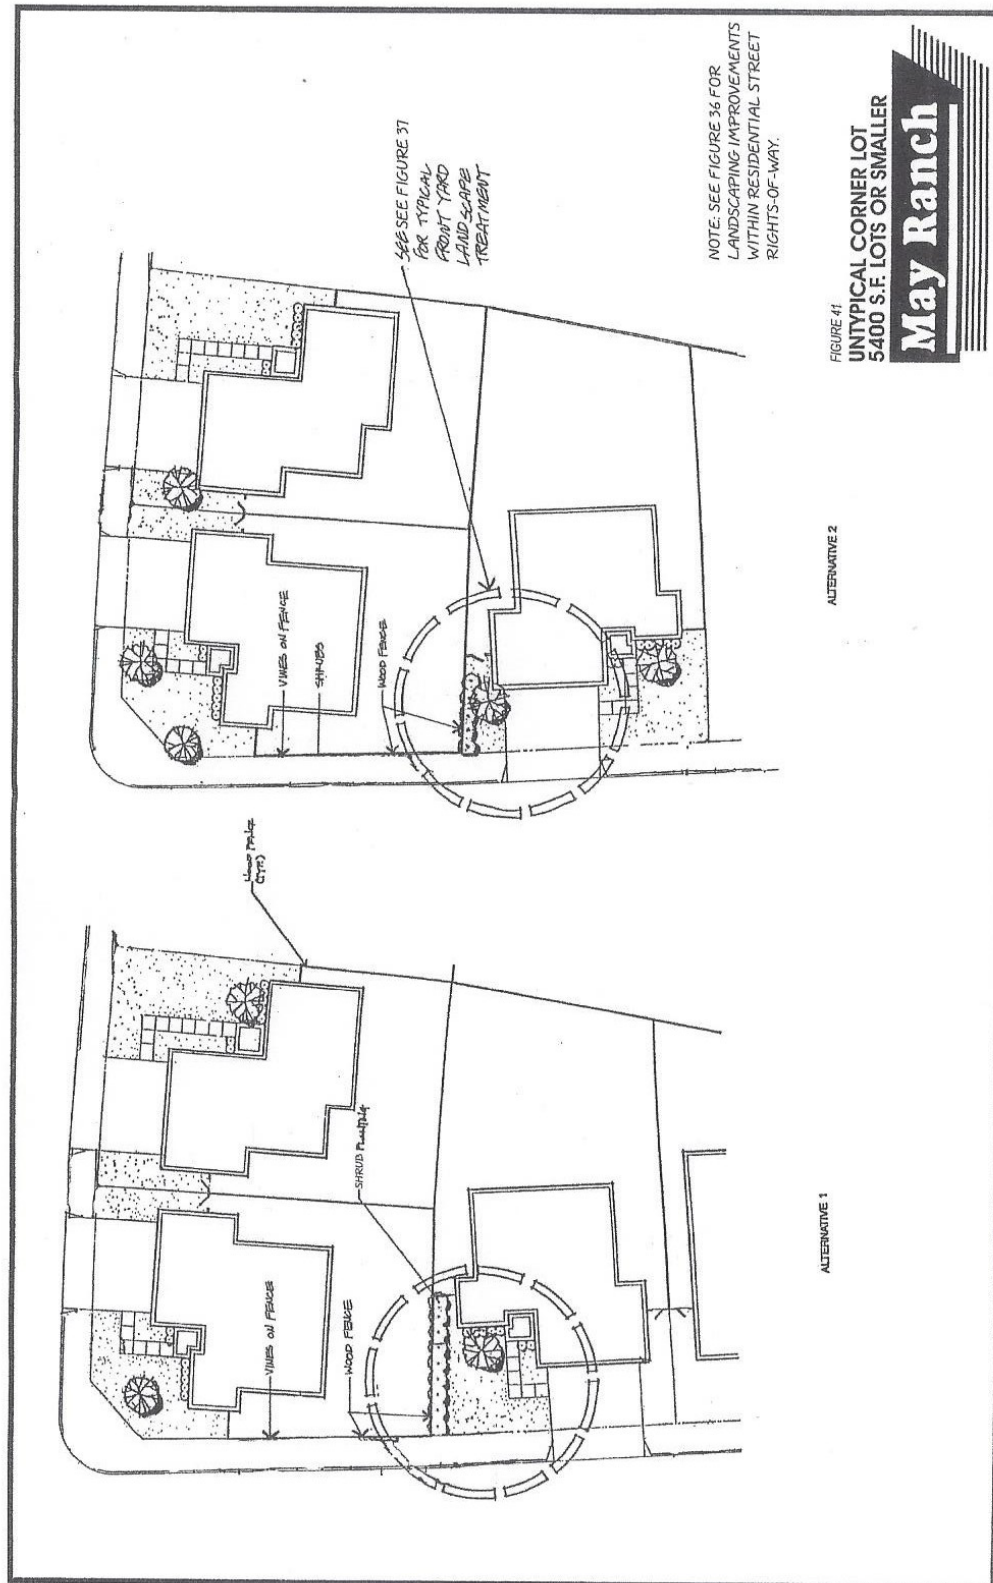 WOOD FENCE
(TYP.)
VINES ON FENCE
WOOD FENCE
SHRUB PLANTING
ALTERNATIVE 1
VINES ON FENCE
SHRUBS
WOOD FENCE
SEE SEE FIGURE 37
FOR TYPICAL
FRONT YARD
LANDSCAPE
TREATMENT
ALTERNATIVE 2
NOTE: SEE FIGURE 36 FOR
LANDSCAPING IMPROVEMENTS
WITHIN RESIDENTIAL STREET
RIGHTS-OF-WAY.
FIGURE 41
UNTYPICAL CORNER LOT
5400 S.F. LOTS OR SMALLER
May Ranch